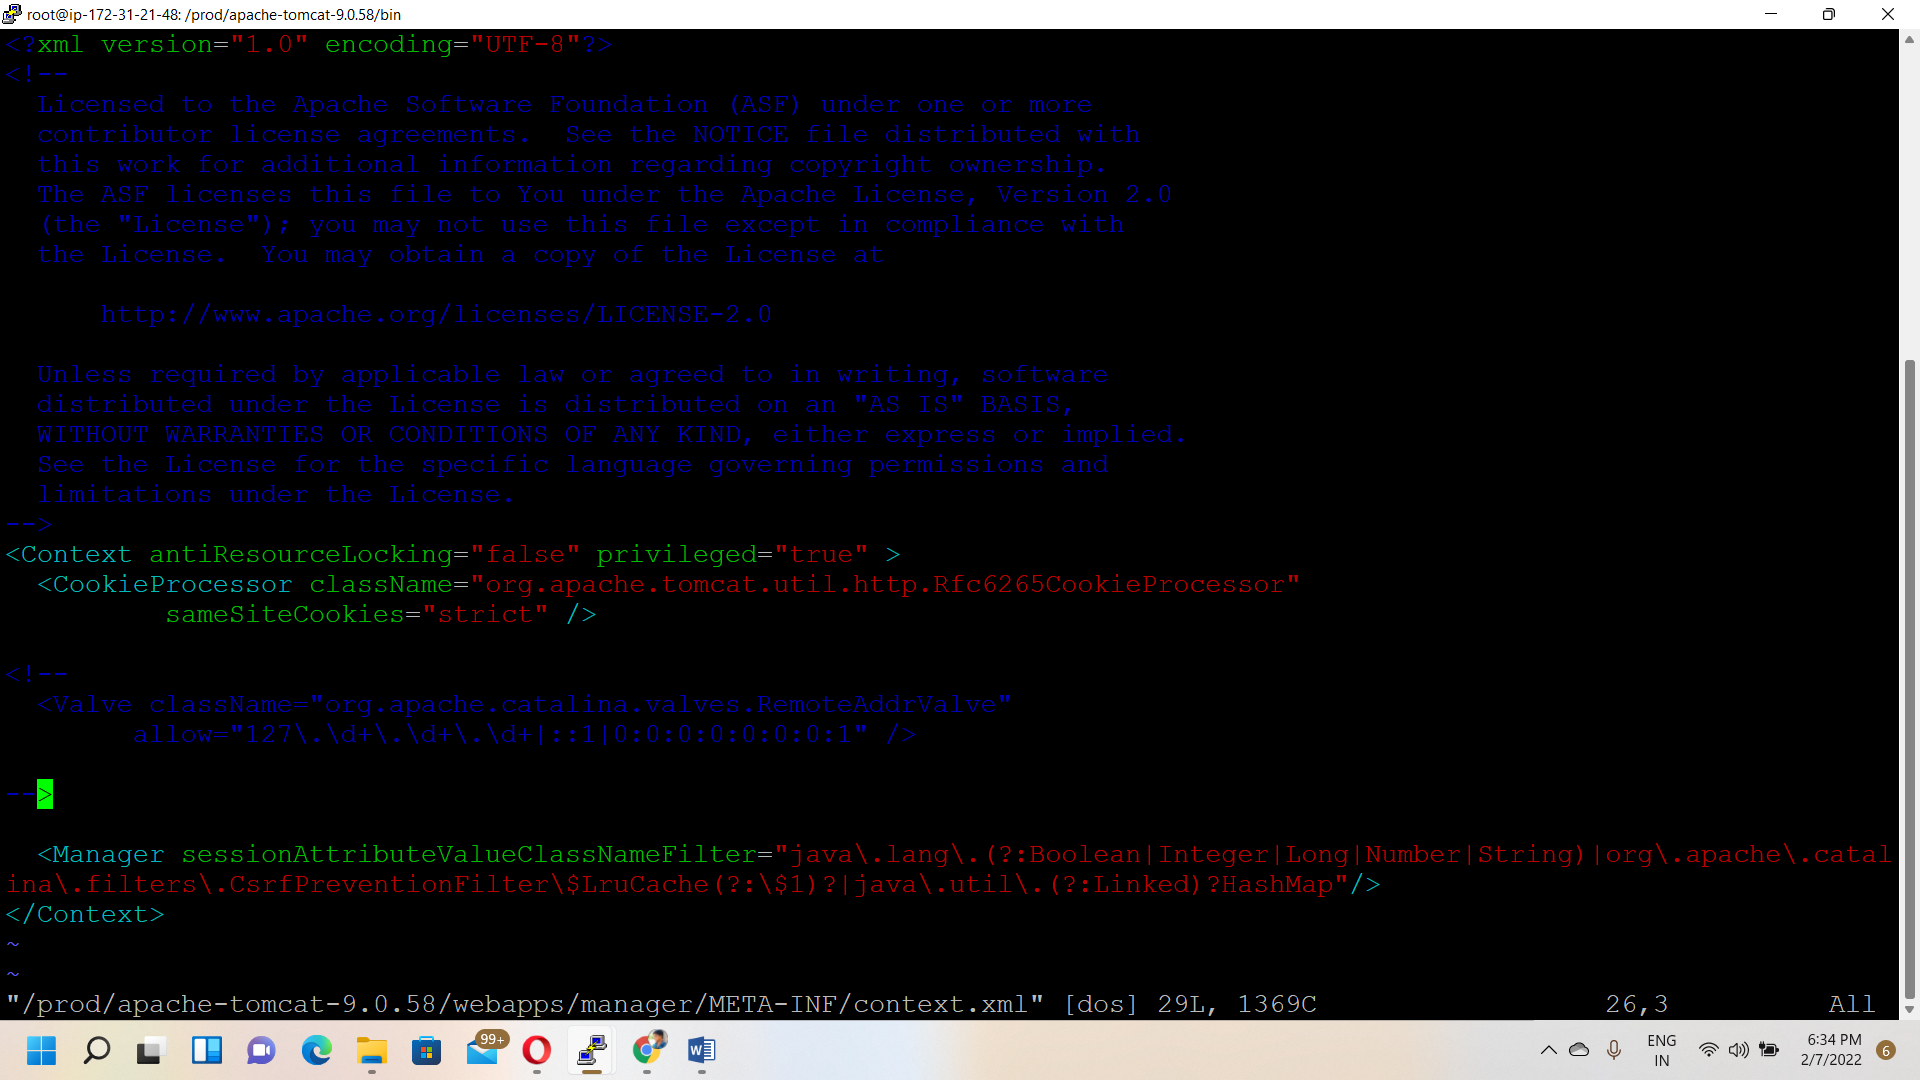 root@ip-172-31-21-48: /prod/apache-tomcat-9.0.58/bin
<?xml version="1.0" encoding="UTF-8"?>
<!--
  Licensed to the Apache Software Foundation (ASF) under one or more
  contributor license agreements.  See the NOTICE file distributed with
  this work for additional information regarding copyright ownership.
  The ASF licenses this file to You under the Apache License, Version 2.0
  (the "License"); you may not use this file except in compliance with
  the License.  You may obtain a copy of the License at
      http://www.apache.org/licenses/LICENSE-2.0
  Unless required by applicable law or agreed to in writing, software
  distributed under the License is distributed on an "AS IS" BASIS,
  WITHOUT WARRANTIES OR CONDITIONS OF ANY KIND, either express or implied.
  See the License for the specific language governing permissions and
  limitations under the License.
-->
<Context antiResourceLocking="false" privileged="true" >
  <CookieProcessor className="org.apache.tomcat.util.http.Rfc6265CookieProcessor"
          sameSiteCookies="strict" />
<!--
  <Valve className="org.apache.catalina.valves.RemoteAddrValve"
        allow="127\.\d+\.\d+\.\d+|::1|0:0:0:0:0:0:0:1" />
-->
  <Manager sessionAttributeValueClassNameFilter="java\.lang\.(?:Boolean|Integer|Long|Number|String)|org\.apache\.catal
ina\.filters\.CsrfPreventionFilter\$LruCache(?:\$1)?|java\.util\.(?:Linked)?HashMap"/>
</Context>
~
~
"/prod/apache-tomcat-9.0.58/webapps/manager/META-INF/context.xml" [dos] 29L, 1369C 26,3 All
99+
ENG
IN
6:34 PM
2/7/2022
6